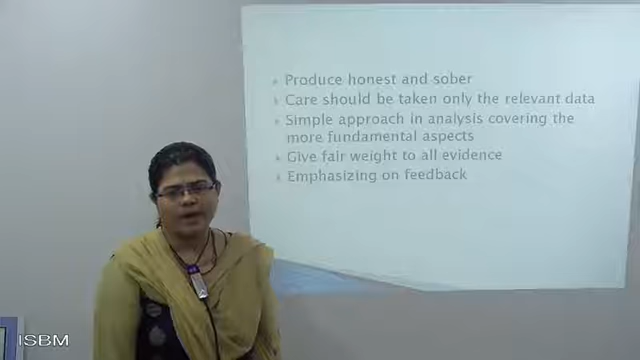 Produce honest and sober
Care should be taken only the relevant data
Simple approach in analysis covering the
more fundamental aspects
Give fair weight to all evidence
Emphasizing on feedback
ISBM